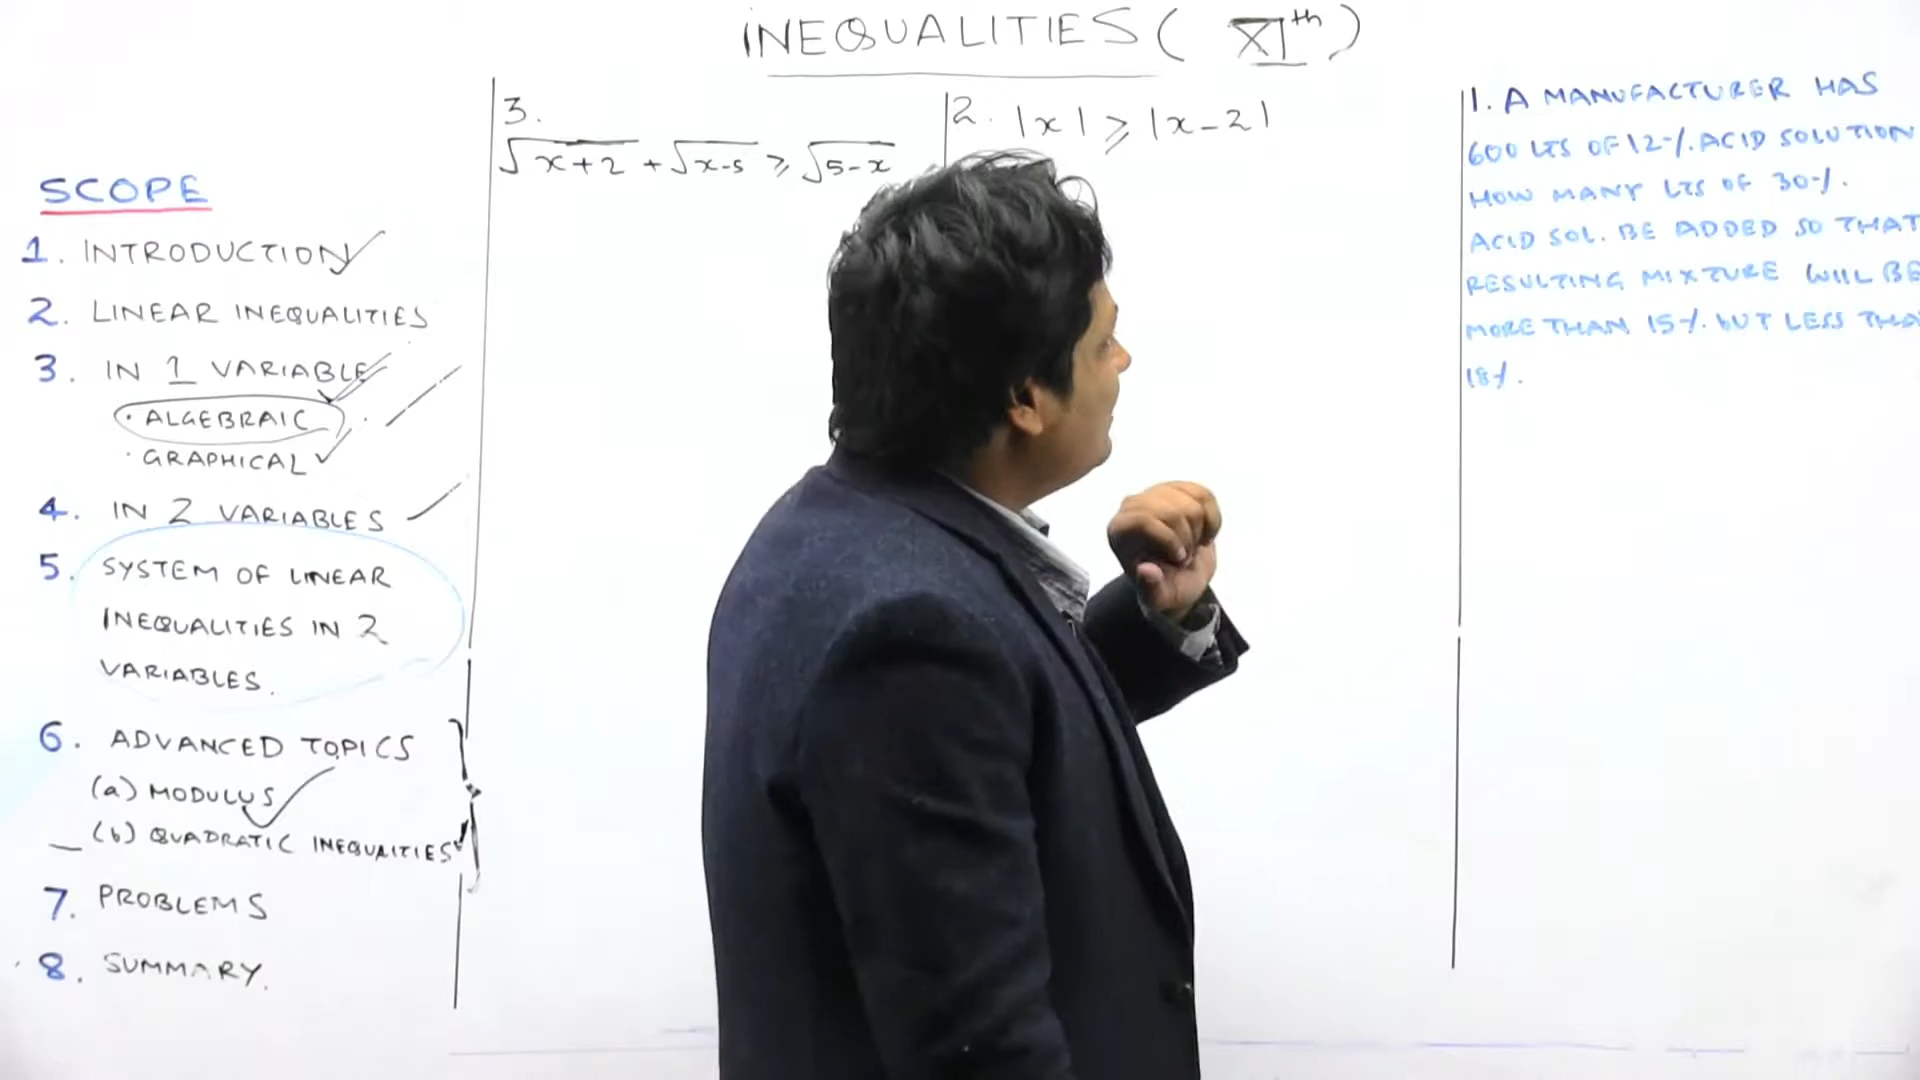 INEQUALITIES ( XIth )
SCOPE
1. INTRODUCTION
2. LINEAR INEQUALITIES
3. IN 1 VARIABLE
· ALGEBRAIC
· GRAPHICAL
4. IN 2 VARIABLES
5. SYSTEM OF LINEAR
INEQUALITIES IN 2
VARIABLES.
6. ADVANCED TOPICS
(a) MODULUS
(b) QUADRATIC INEQUALITIES
7. PROBLEMS
8. SUMMARY.
3.
√x+2 + √x-5 ⩾ √5-x
2. |x| ⩾ |x-2|
1. A MANUFACTURER HAS
600 LTS OF 12%. ACID SOLUTION
HOW MANY LTS OF 30%.
ACID SOL. BE ADDED SO THAT
RESULTING MIXTURE WILL BE
MORE THAN 15%. BUT LESS THA
18%.